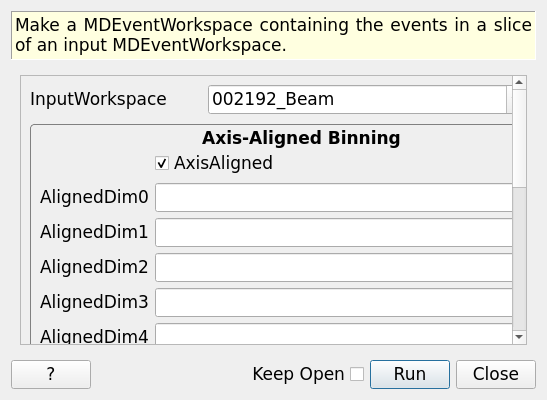 Make a MDEventWorkspace containing the events in a slice
of an input MDEventWorkspace.
InputWorkspace 002192_Beam
Axis-Aligned Binning
AxisAligned
AlignedDim0
AlignedDim1
AlignedDim2
AlignedDim3
AlignedDim4
? Keep Open Run Close